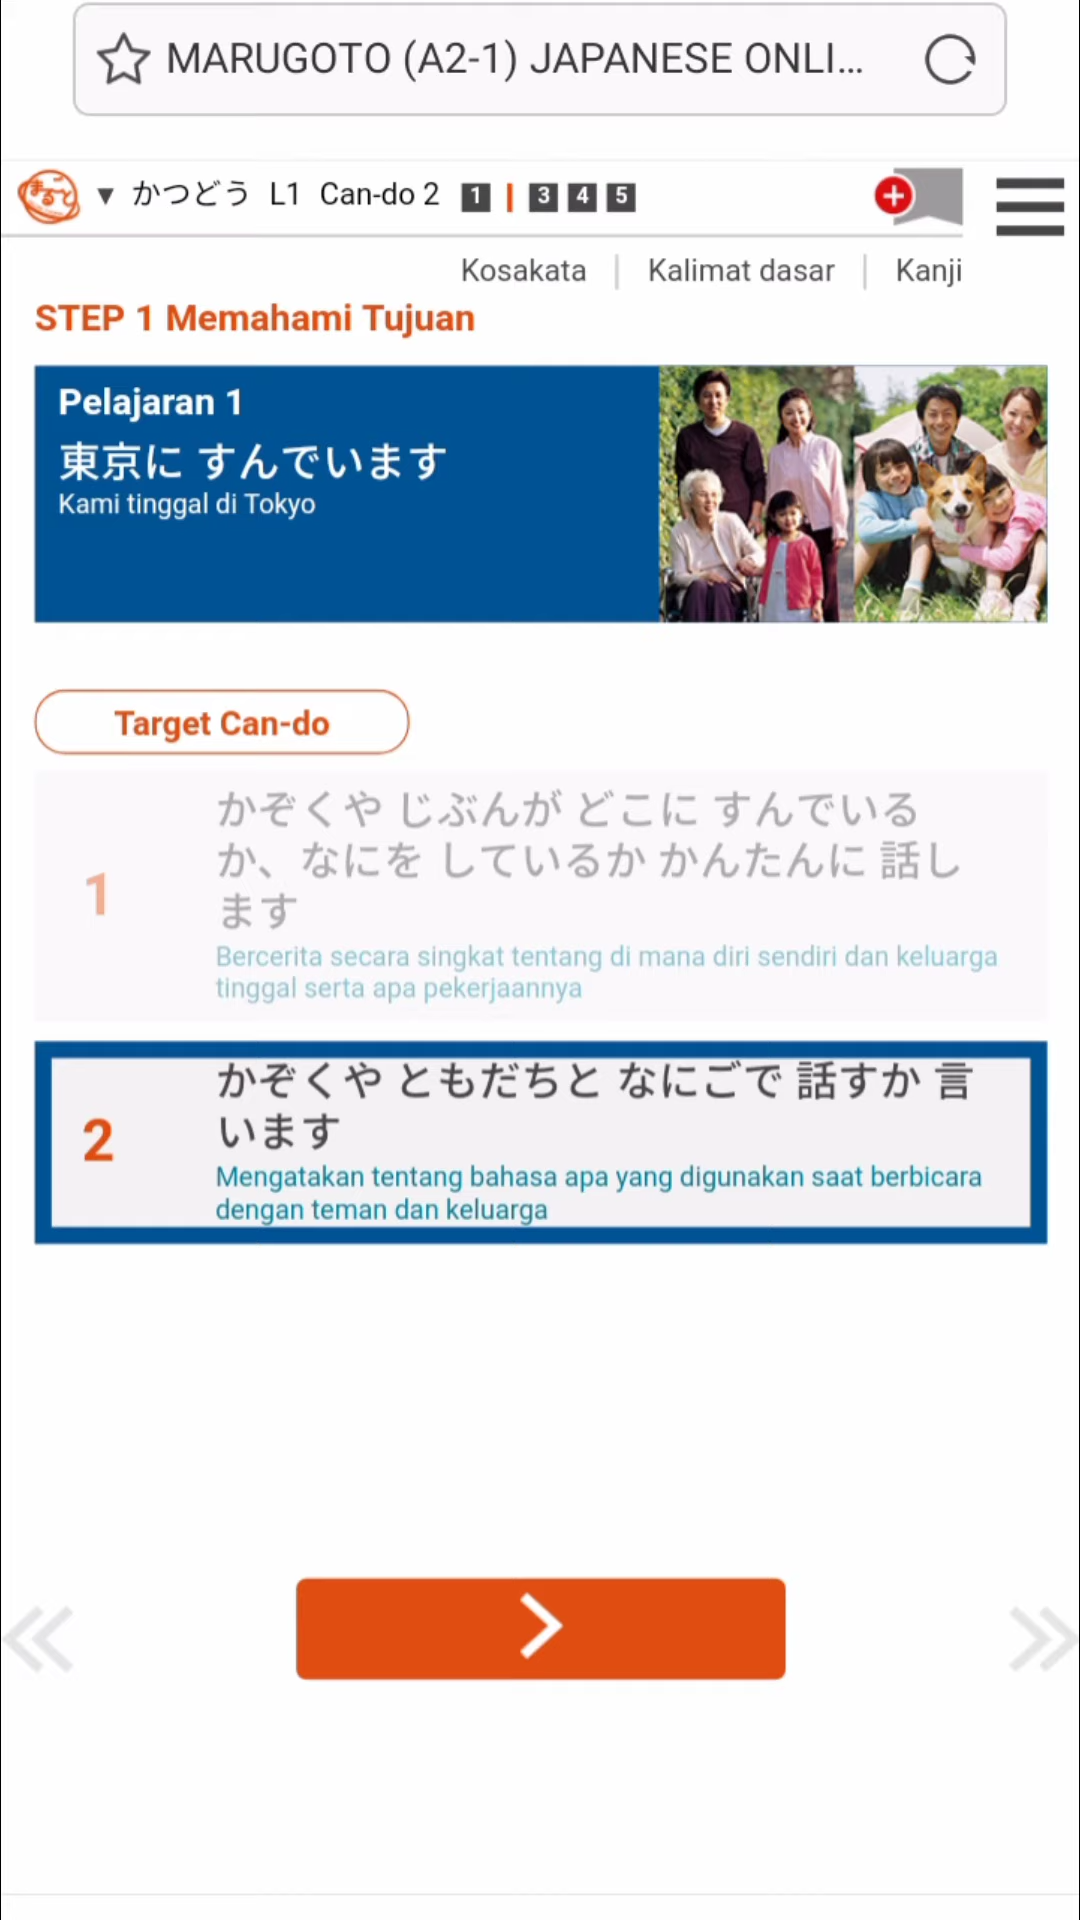 MARUGOTO (A2-1) JAPANESE ONLI...
まるごと ▼ かつどう L1 Can-do 2 1 3 4 5
Kosakata | Kalimat dasar | Kanji
STEP 1 Memahami Tujuan
Pelajaran 1
東京に すんでいます
Kami tinggal di Tokyo
Target Can-do
1
かぞくや じぶんが どこに すんでいる
か、なにを しているか かんたんに 話し
ます
Bercerita secara singkat tentang di mana diri sendiri dan keluarga
tinggal serta apa pekerjaannya
2
かぞくや ともだちと なにごで 話すか 言
います
Mengatakan tentang bahasa apa yang digunakan saat berbicara
dengan teman dan keluarga